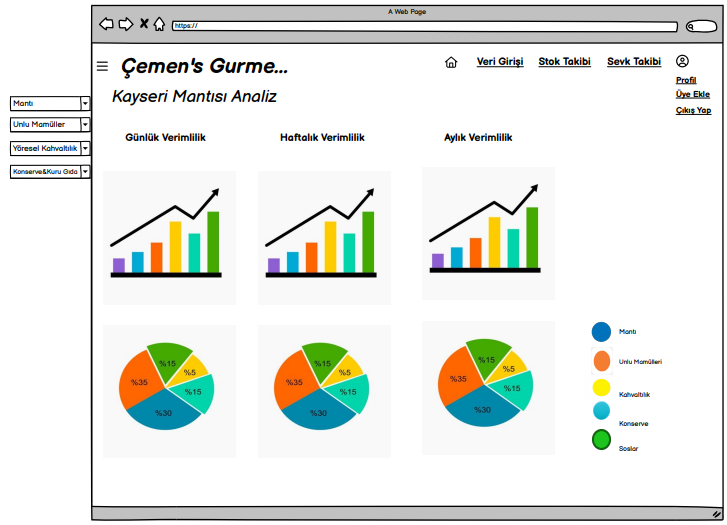 A Web Page
https://
Çemen's Gurme...
Veri Girişi
Stok Takibi
Sevk Takibi
Profil
Üye Ekle
Çıkış Yap
Kayseri Mantısı Analiz
Mantı
Unlu Mamüller
Yöresel Kahvaltılık
Konserve&Kuru Gıda
Günlük Verimlilik
Haftalık Verimlilik
Aylık Verimlilik
%15
%5
%35
%15
%30
%15
%5
%35
%15
%30
%15
%5
%35
%15
%30
Mantı
Unlu Mamülleri
Kahvaltılık
Konserve
Soslar